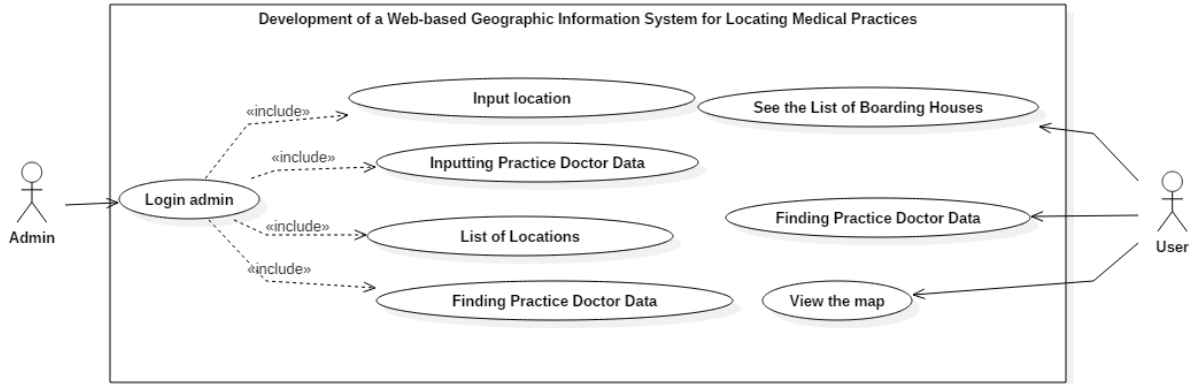 Development of a Web-based Geographic Information System for Locating Medical Practices
«include»
Input location
See the List of Boarding Houses
«include»
Inputting Practice Doctor Data
Login admin
Admin
«include»
List of Locations
Finding Practice Doctor Data
User
«include»
Finding Practice Doctor Data
View the map